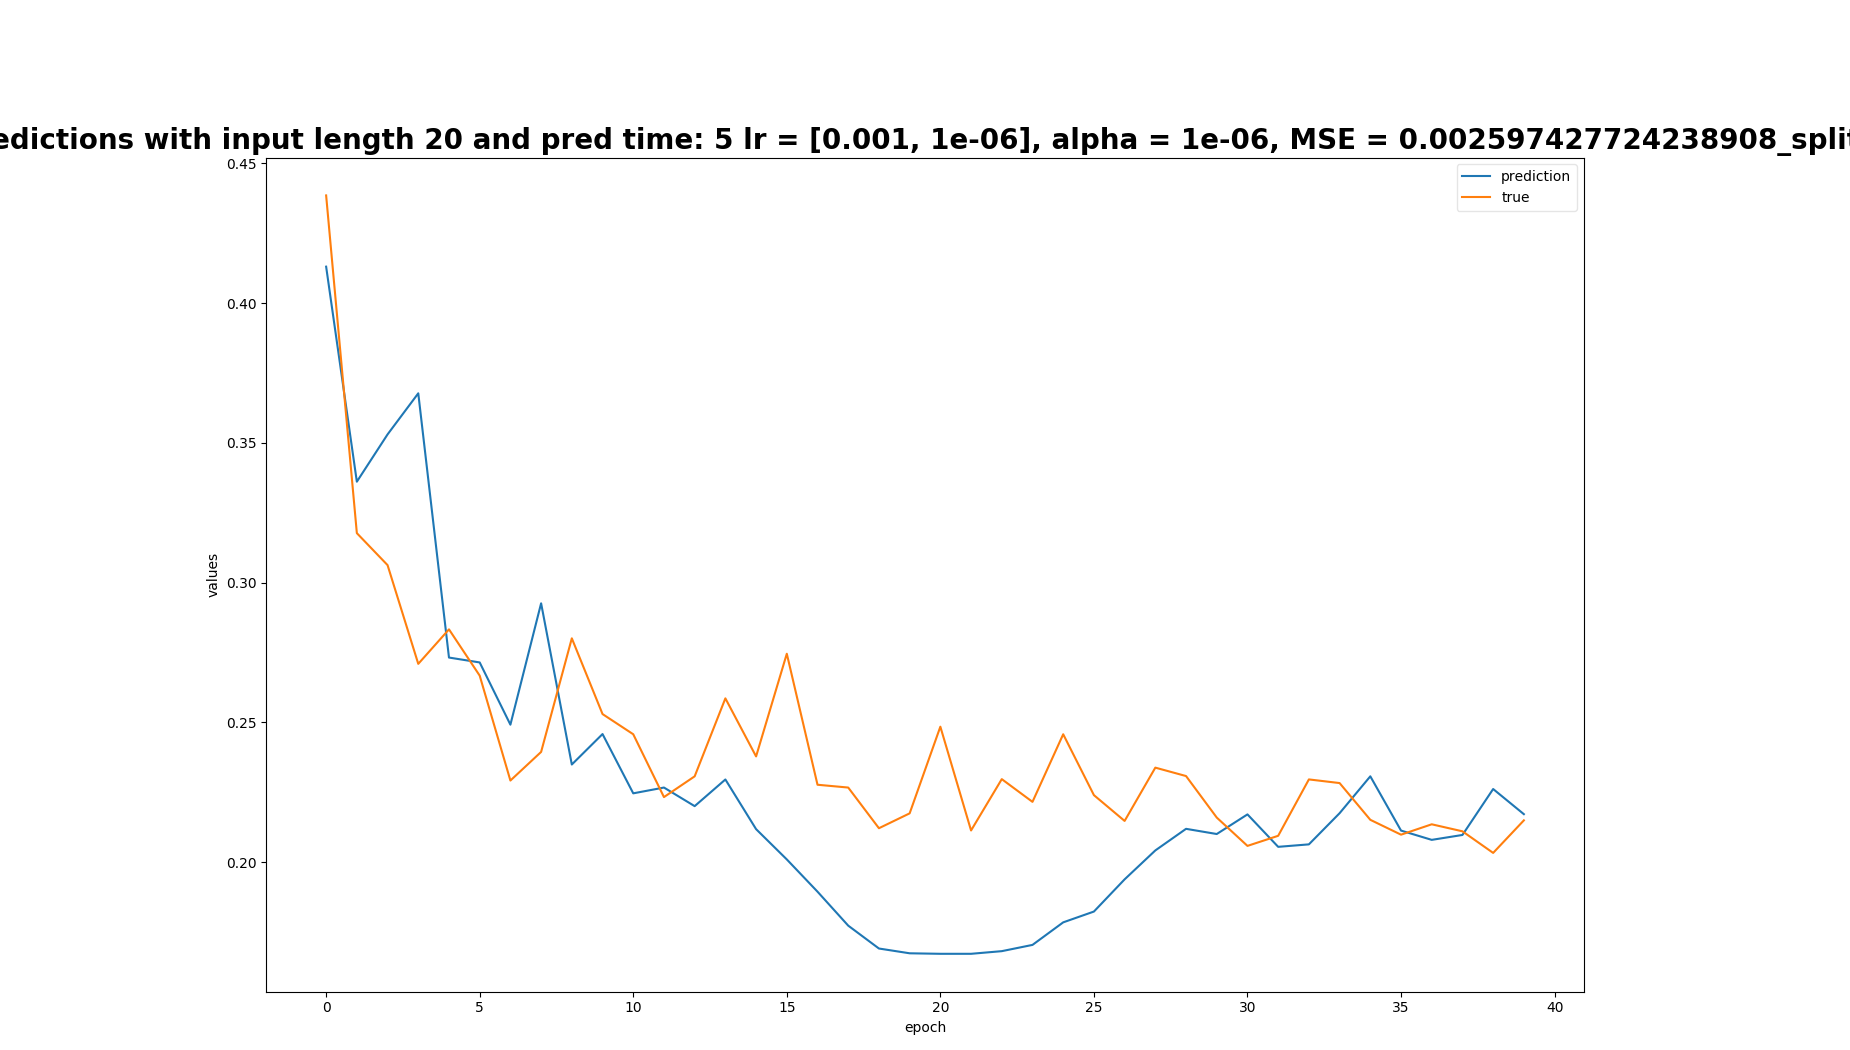 edictions with input length 20 and pred time: 5 lr = [0.001, 1e-06], alpha = 1e-06, MSE = 0.002597427724238908_split
prediction
true
0.45
0.40
0.35
0.30
0.25
0.20
values
0 5 10 15 20 25 30 35 40
epoch